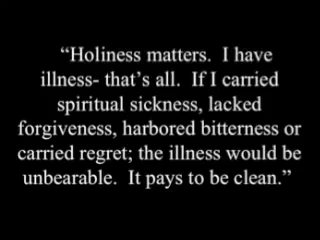 “Holiness matters.  I have
illness- that’s all.  If I carried
spiritual sickness, lacked
forgiveness, harbored bitterness or
carried regret; the illness would be
unbearable.  It pays to be clean.”